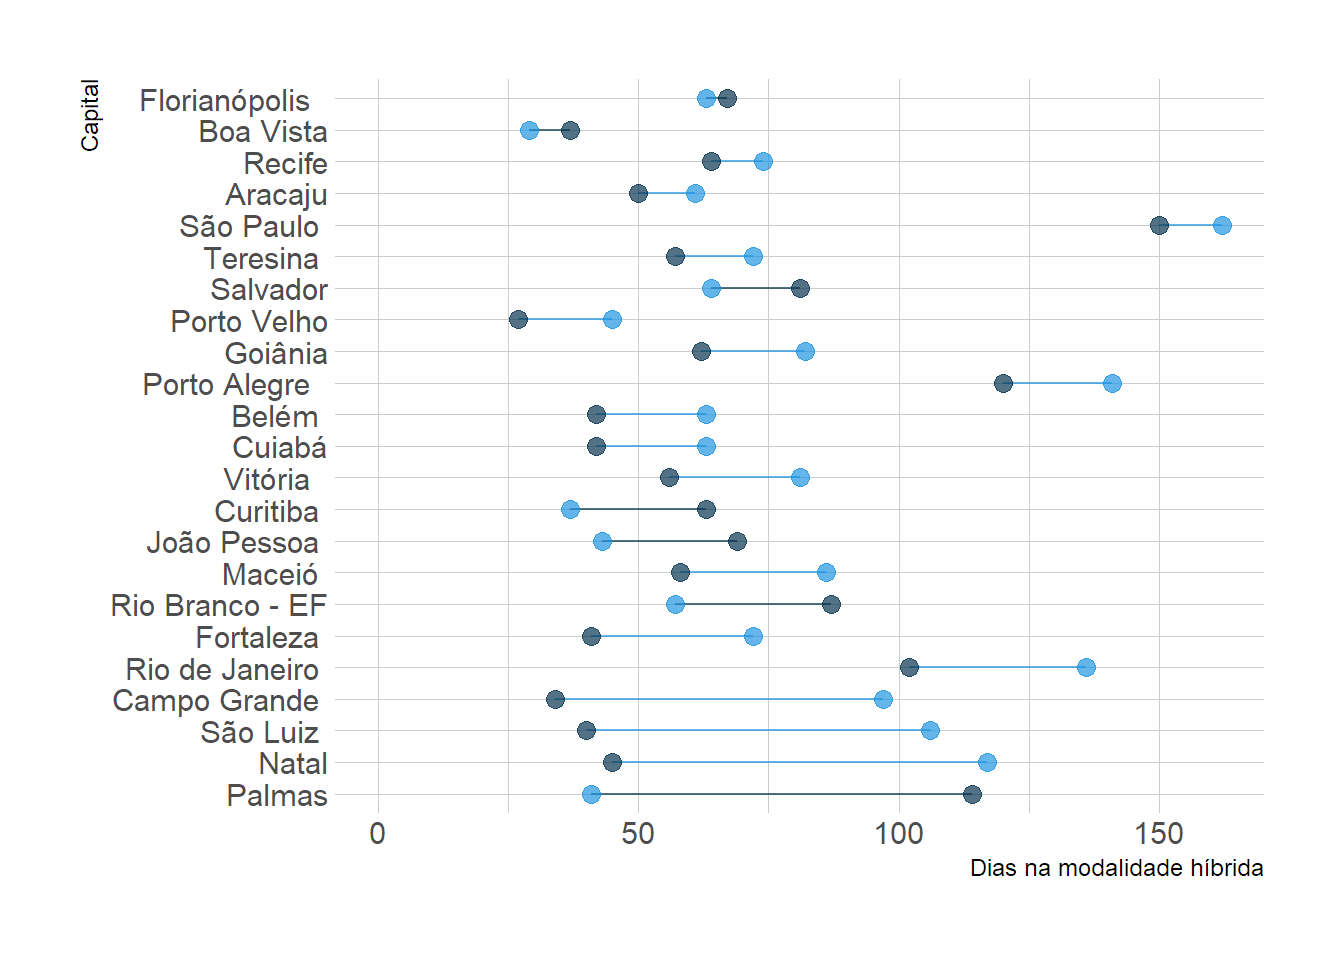 Capital
Florianópolis
Boa Vista
Recife
Aracaju
São Paulo
Teresina
Salvador
Porto Velho
Goiânia
Porto Alegre
Belém
Cuiabá
Vitória
Curitiba
João Pessoa
Maceió
Rio Branco - EF
Fortaleza
Rio de Janeiro
Campo Grande
São Luiz
Natal
Palmas
0 50 100 150
Dias na modalidade híbrida